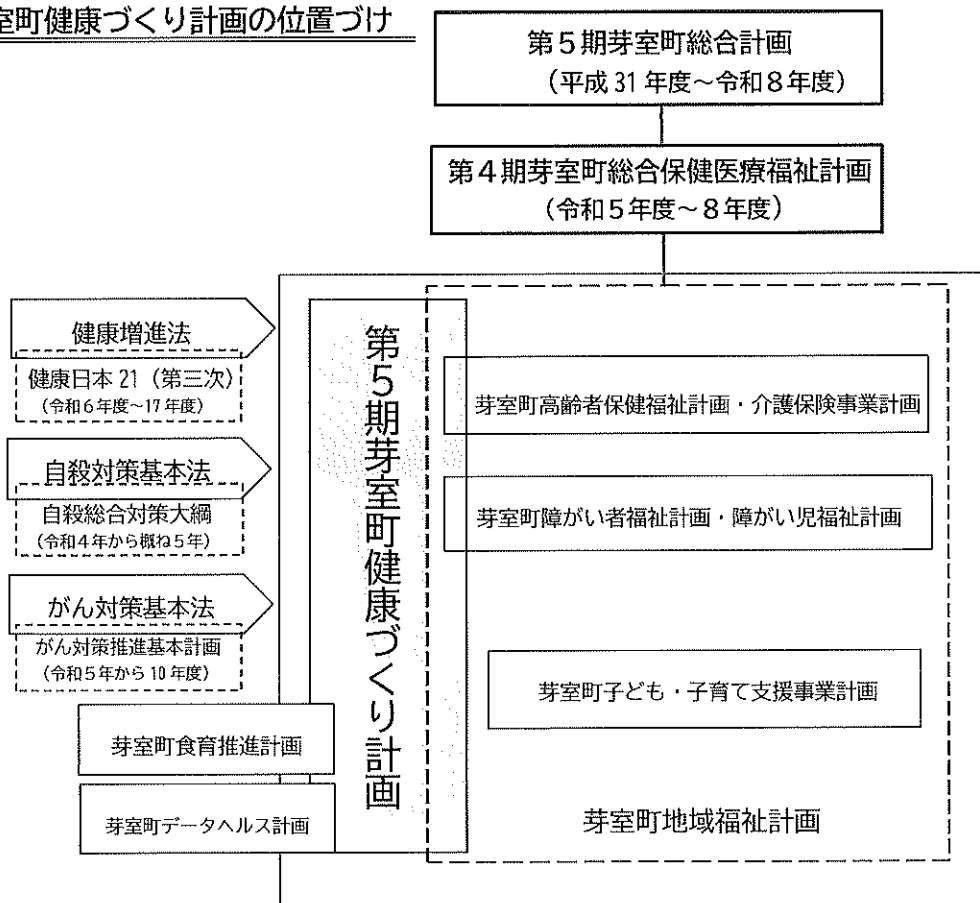 室町健康づくり計画の位置づけ
第５期芽室町総合計画
（平成 31 年度～令和８年度）
第４期芽室町総合保健医療福祉計画
（令和５年度～８年度）
健康増進法
健康日本 21（第三次）
（令和６年度～17 年度）
自殺対策基本法
自殺総合対策大綱
（令和４年から概ね５年）
がん対策基本法
がん対策推進基本計画
（令和５年から 10 年度）
芽室町食育推進計画
芽室町データヘルス計画
第５期芽室町健康づくり計画
芽室町高齢者保健福祉計画・介護保険事業計画
芽室町障がい者福祉計画・障がい児福祉計画
芽室町子ども・子育て支援事業計画
芽室町地域福祉計画